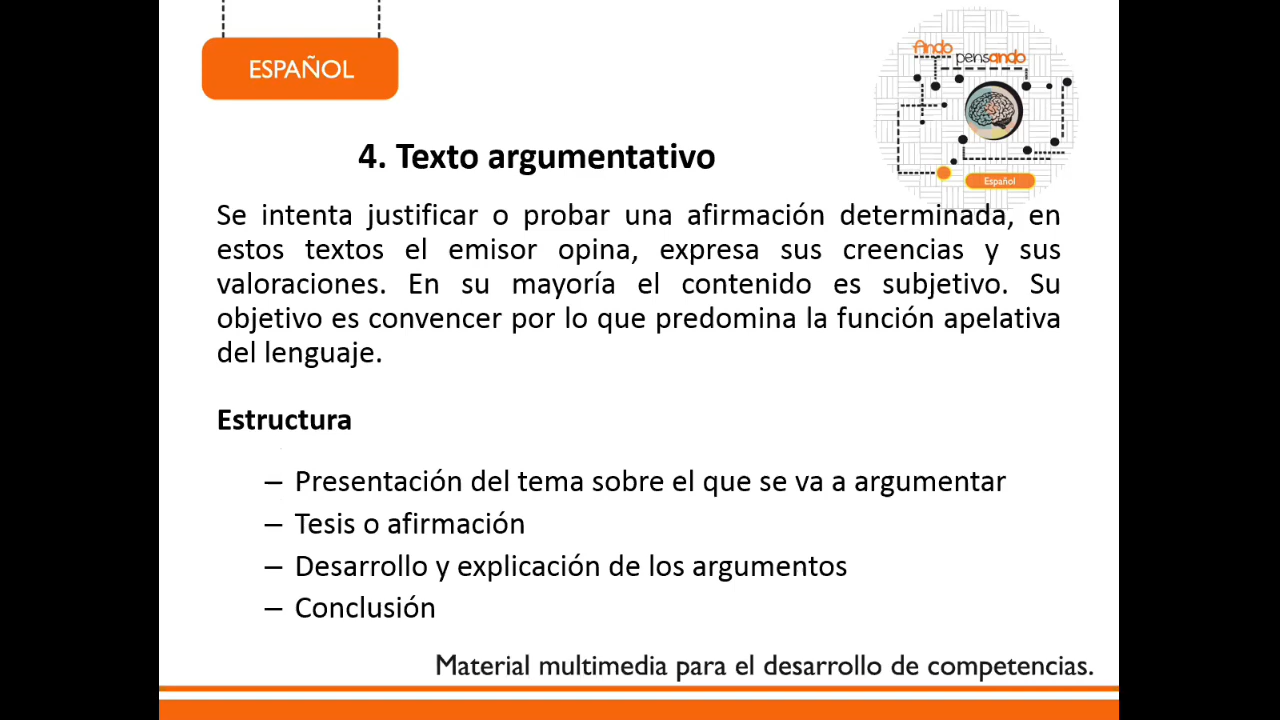 ESPAÑOL
Ando
pensando
Español
4. Texto argumentativo
Se intenta justificar o probar una afirmación determinada, en
estos textos el emisor opina, expresa sus creencias y sus
valoraciones. En su mayoría el contenido es subjetivo. Su
objetivo es convencer por lo que predomina la función apelativa
del lenguaje.
Estructura
– Presentación del tema sobre el que se va a argumentar
– Tesis o afirmación
– Desarrollo y explicación de los argumentos
– Conclusión
Material multimedia para el desarrollo de competencias.